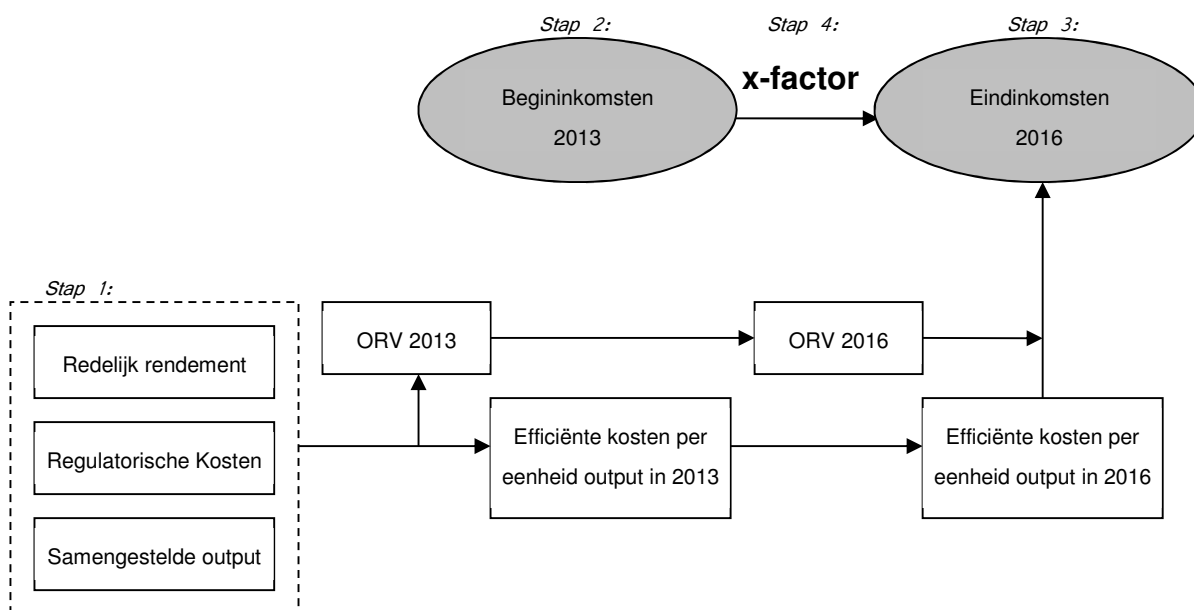 Stap 2:
Stap 4:
Stap 3:
x-factor
Begininkomsten
2013
Eindinkomsten
2016
Stap 1:
Redelijk rendement
Regulatorische Kosten
Samengestelde output
ORV 2013
ORV 2016
Efficiënte kosten per
eenheid output in 2013
Efficiënte kosten per
eenheid output in 2016